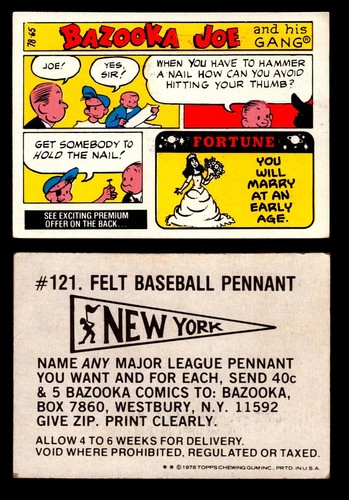 78-65
BAZOOKA JOE and his GANG®
JOE!
YES, SIR!
WHEN YOU HAVE TO HAMMER
A NAIL HOW CAN YOU AVOID
HITTING YOUR THUMB?
GET SOMEBODY TO
HOLD THE NAIL!
SEE EXCITING PREMIUM
OFFER ON THE BACK...
FORTUNE
YOU
WILL
MARRY
AT AN
EARLY
AGE.
#121. FELT BASEBALL PENNANT
NEW YORK
NAME ANY MAJOR LEAGUE PENNANT
YOU WANT AND FOR EACH, SEND 40c
& 5 BAZOOKA COMICS TO: BAZOOKA,
BOX 7860, WESTBURY, N.Y. 11592
GIVE ZIP. PRINT CLEARLY.
ALLOW 4 TO 6 WEEKS FOR DELIVERY.
VOID WHERE PROHIBITED, REGULATED OR TAXED.
** © 1978 TOPPS CHEWING GUM INC., PRTD. IN U.S.A.